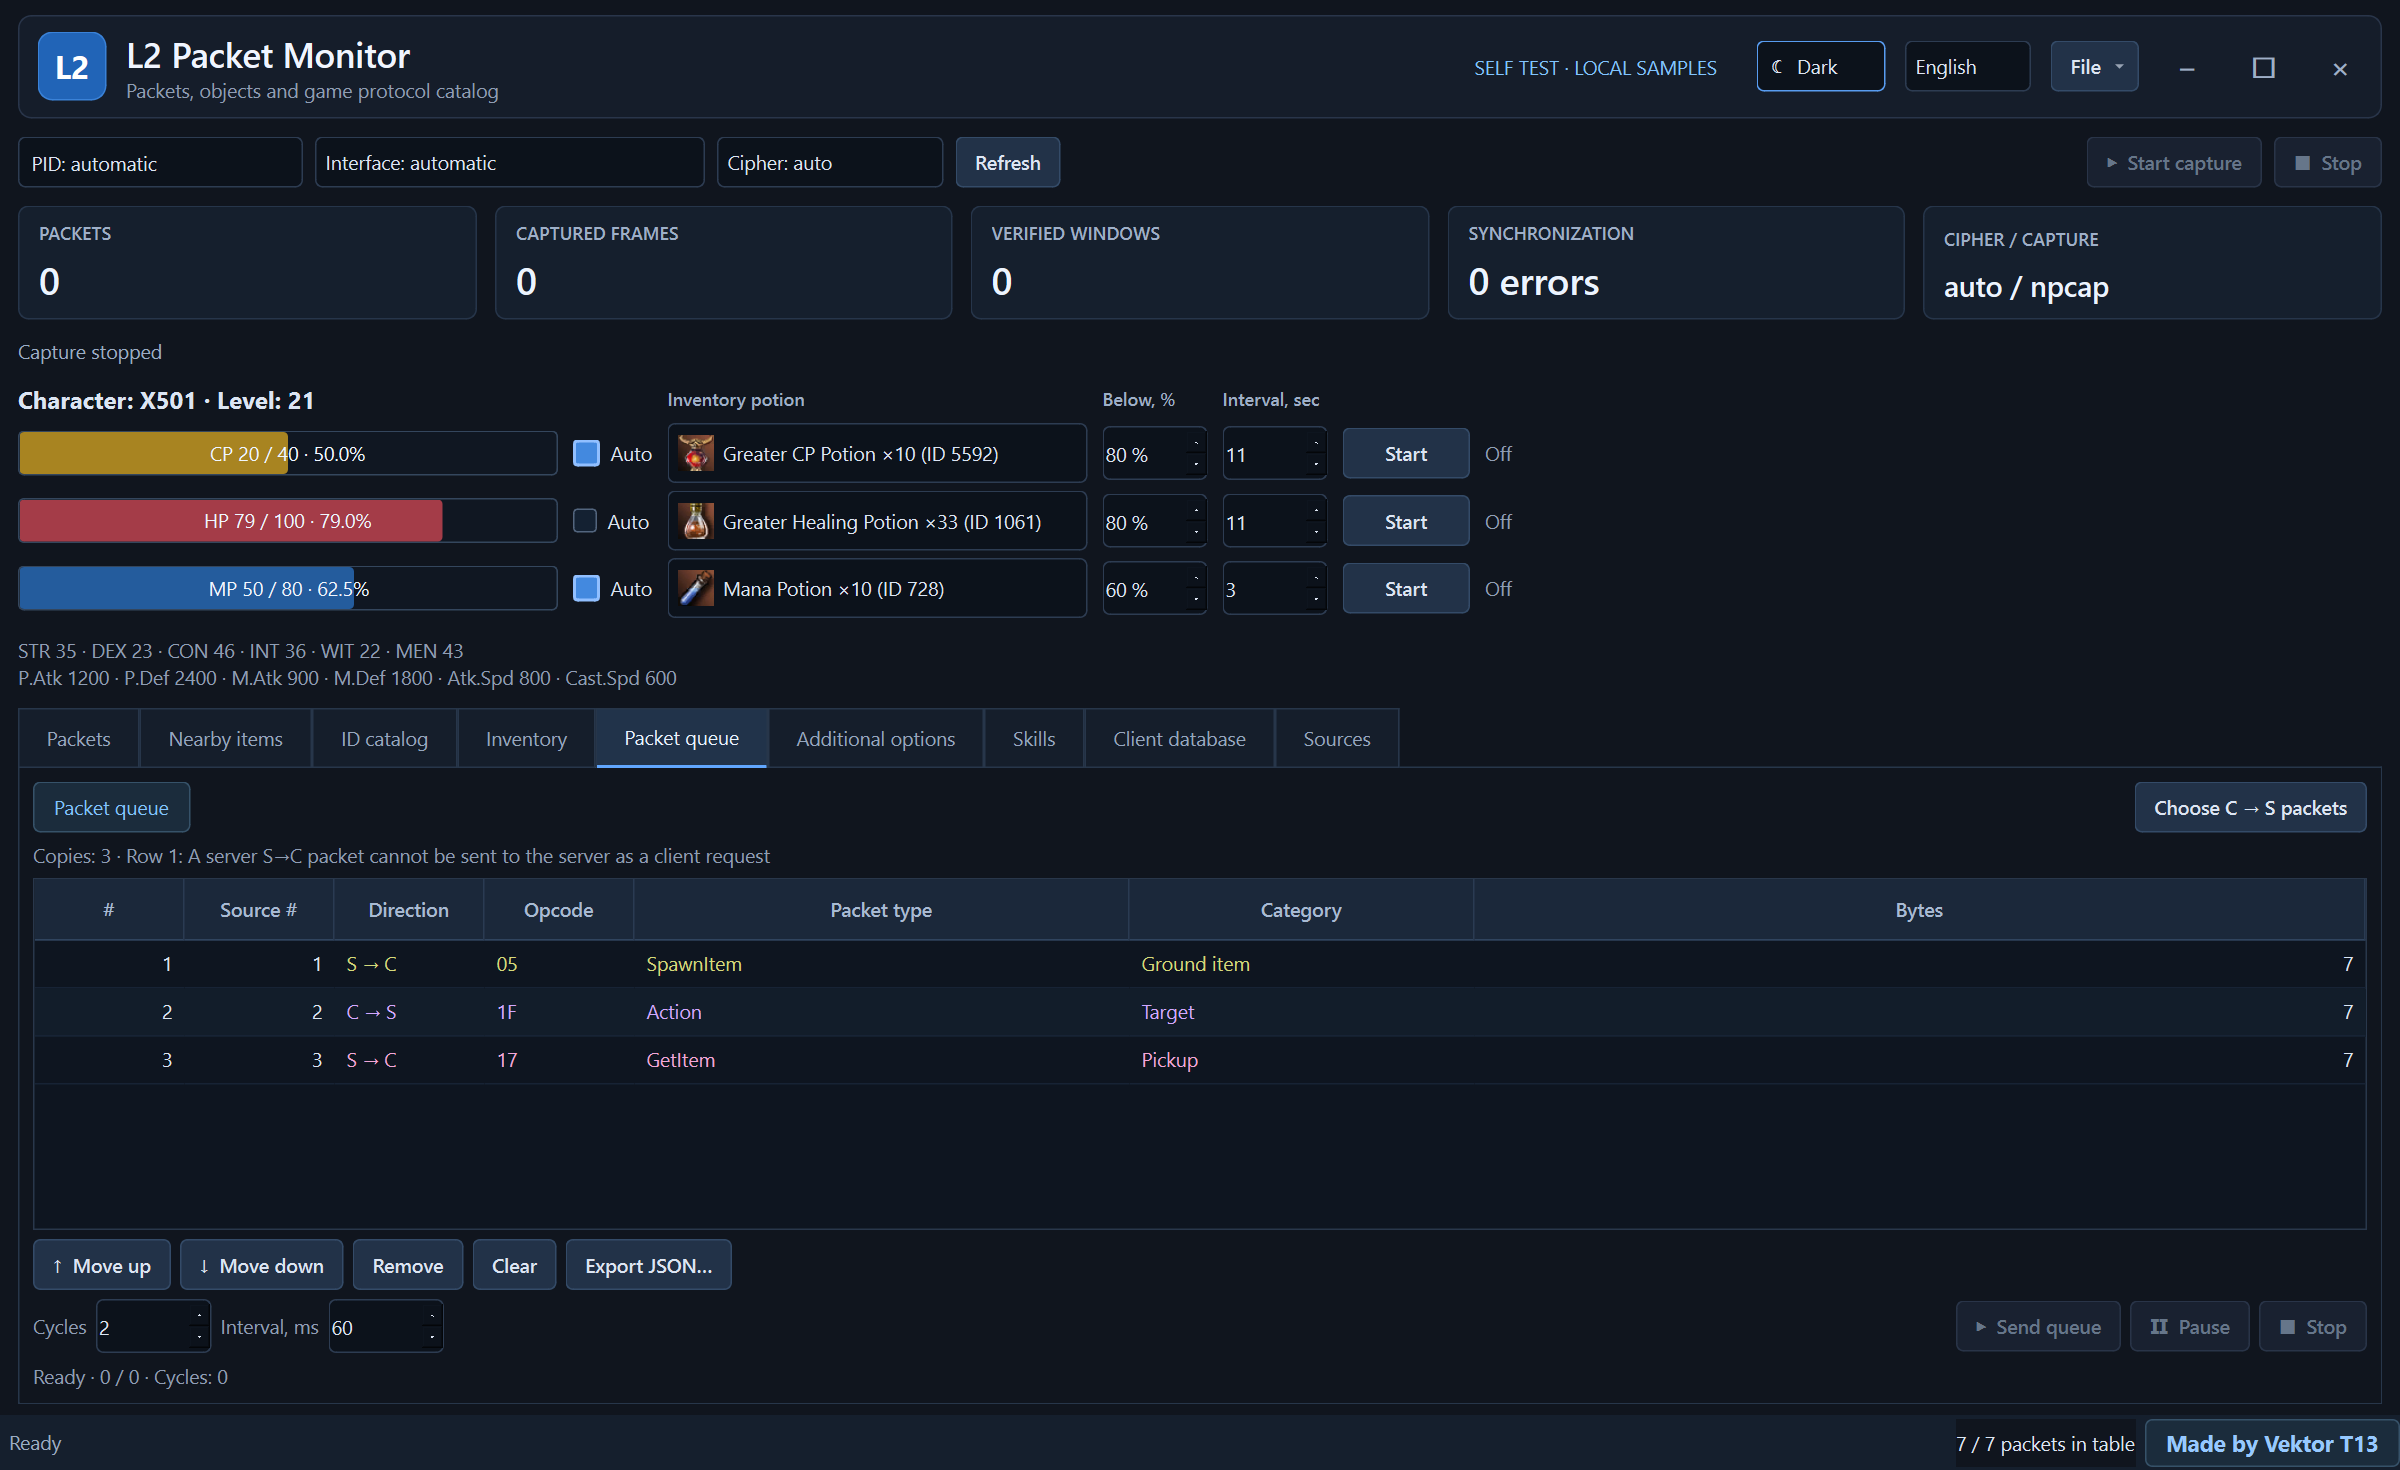 L2
L2 Packet Monitor
Packets, objects and game protocol catalog
SELF TEST · LOCAL SAMPLES
☾ Dark
English
File
PID: automatic
Interface: automatic
Cipher: auto
Refresh
Start capture
Stop
PACKETS
0
CAPTURED FRAMES
0
VERIFIED WINDOWS
0
SYNCHRONIZATION
0 errors
CIPHER / CAPTURE
auto / npcap
Capture stopped
Character: X501 · Level: 21
Inventory potion
Below, %
Interval, sec
CP 20 / 40 · 50.0%
Auto
Greater CP Potion ×10 (ID 5592)
80 %
11
Start
Off
HP 79 / 100 · 79.0%
Auto
Greater Healing Potion ×33 (ID 1061)
80 %
11
Start
Off
MP 50 / 80 · 62.5%
Auto
Mana Potion ×10 (ID 728)
60 %
3
Start
Off
STR 35 · DEX 23 · CON 46 · INT 36 · WIT 22 · MEN 43
P.Atk 1200 · P.Def 2400 · M.Atk 900 · M.Def 1800 · Atk.Spd 800 · Cast.Spd 600
Packets
Nearby items
ID catalog
Inventory
Packet queue
Additional options
Skills
Client database
Sources
Packet queue
Choose C → S packets
Copies: 3 · Row 1: A server S→C packet cannot be sent to the server as a client request
# Source # Direction Opcode Packet type Category Bytes
1 1 S → C 05 SpawnItem Ground item 7
2 2 C → S 1F Action Target 7
3 3 S → C 17 GetItem Pickup 7
↑ Move up
↓ Move down
Remove
Clear
Export JSON...
Cycles
2
Interval, ms
60
Send queue
Pause
Stop
Ready · 0 / 0 · Cycles: 0
Ready
7 / 7 packets in table
Made by Vektor T13